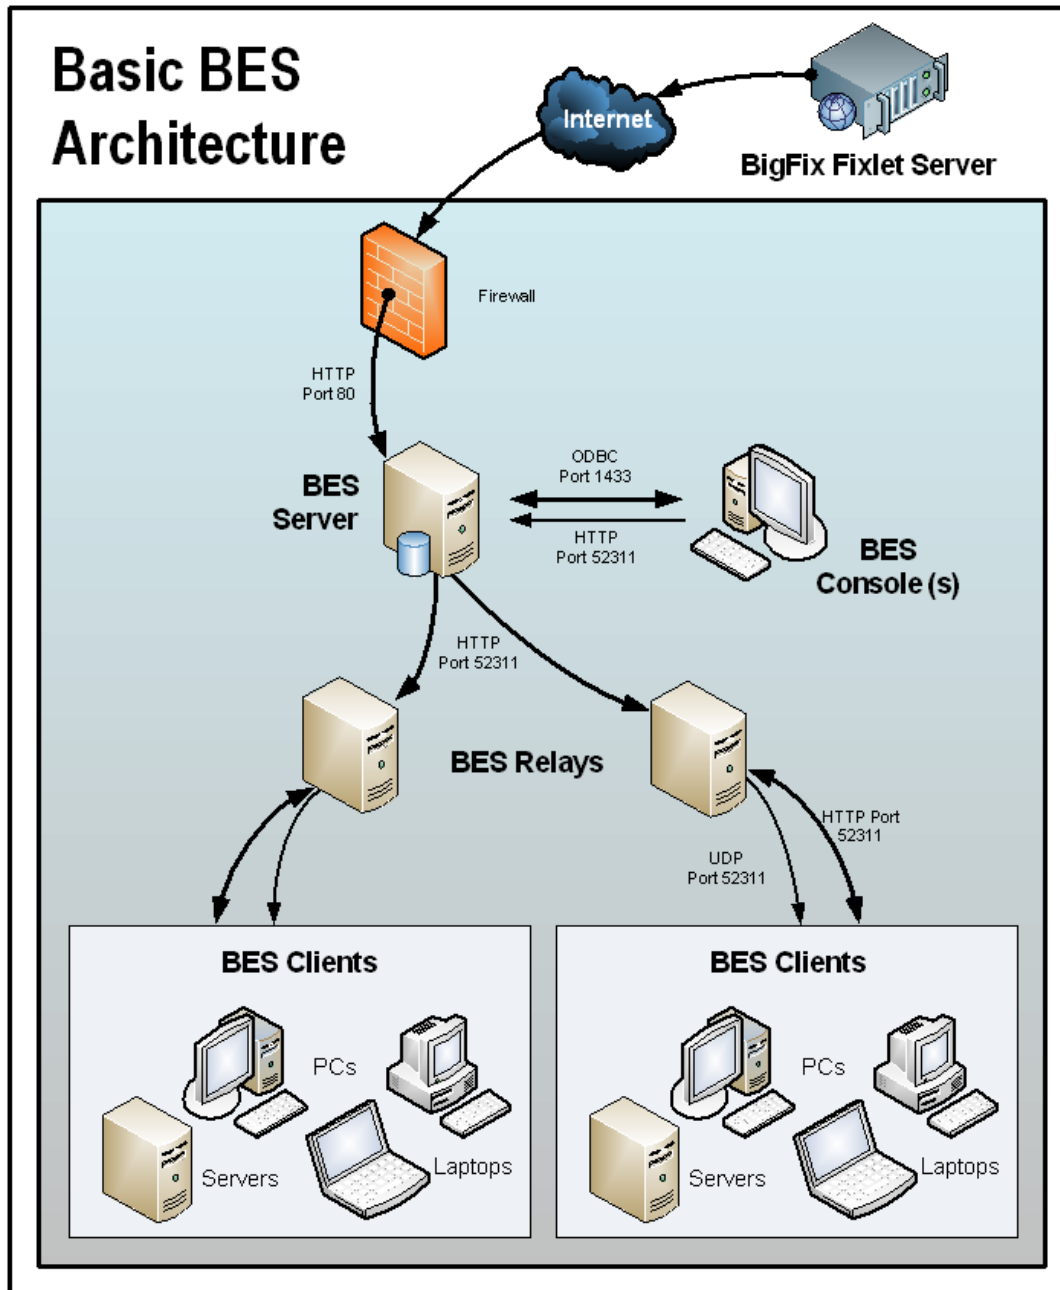 Basic BES
Architecture
Internet
BigFix Fixlet Server
Firewall
HTTP
Port 80
BES
Server
ODBC
Port 1433
HTTP
Port 52311
BES
Console (s)
HTTP
Port 52311
BES Relays
HTTP Port
52311
UDP
Port 52311
BES Clients
PCs
Servers
Laptops
BES Clients
PCs
Servers
Laptops